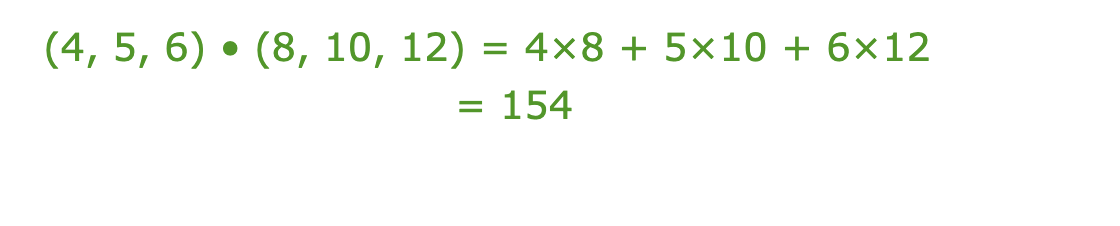 (4, 5, 6) • (8, 10, 12) = 4×8 + 5×10 + 6×12
= 154